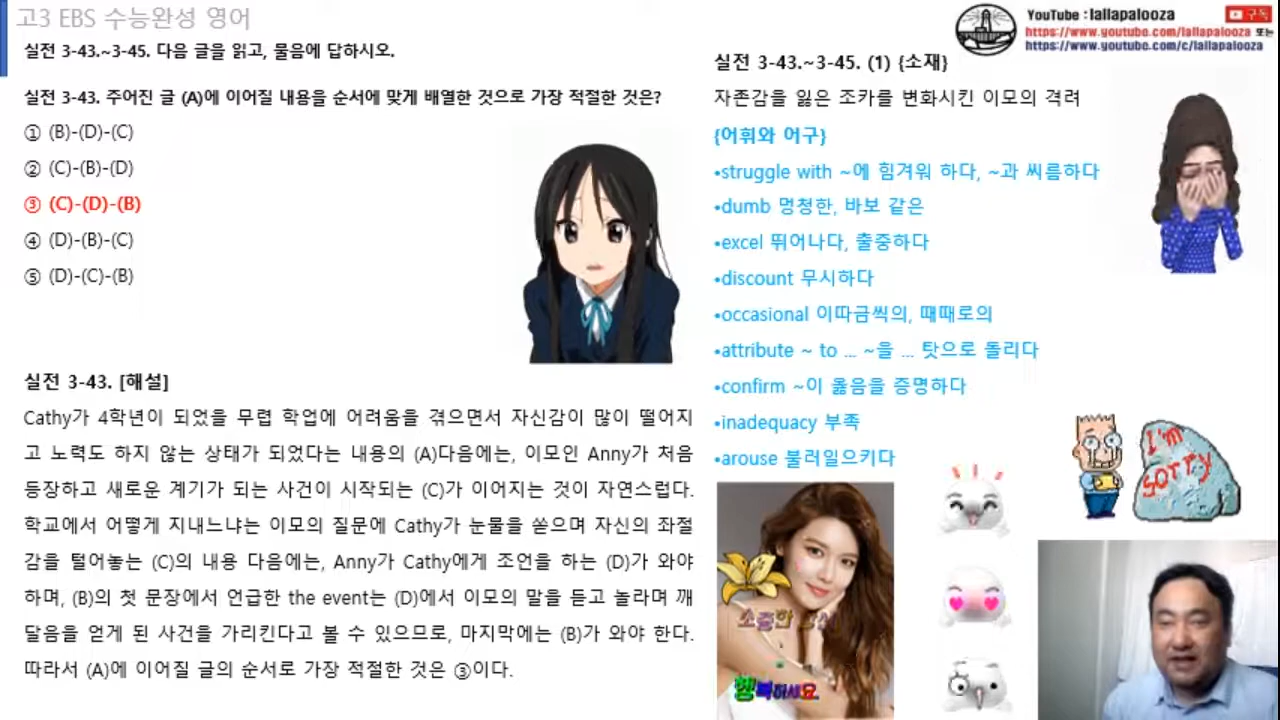 고3 EBS 수능완성 영어
실전 3-43.~3-45. 다음 글을 읽고, 물음에 답하시오.
실전 3-43. 주어진 글 (A)에 이어질 내용을 순서에 맞게 배열한 것으로 가장 적절한 것은?
① (B)-(D)-(C)
② (C)-(B)-(D)
③ (C)-(D)-(B)
④ (D)-(B)-(C)
⑤ (D)-(C)-(B)
실전 3-43. [해설]
Cathy가 4학년이 되었을 무렵 학업에 어려움을 겪으면서 자신감이 많이 떨어지
고 노력도 하지 않는 상태가 되었다는 내용의 (A)다음에는, 이모인 Anny가 처음
등장하고 새로운 계기가 되는 사건이 시작되는 (C)가 이어지는 것이 자연스럽다.
학교에서 어떻게 지내느냐는 이모의 질문에 Cathy가 눈물을 쏟으며 자신의 좌절
감을 털어놓는 (C)의 내용 다음에는, Anny가 Cathy에게 조언을 하는 (D)가 와야
하며, (B)의 첫 문장에서 언급한 the event는 (D)에서 이모의 말을 듣고 놀라며 깨
달음을 얻게 된 사건을 가리킨다고 볼 수 있으므로, 마지막에는 (B)가 와야 한다.
따라서 (A)에 이어질 글의 순서로 가장 적절한 것은 ③이다.
YouTube : lallapalooza
구독
https://www.youtube.com/lallapalooza 또는
https://www.youtube.com/c/lallapalooza
실전 3-43.~3-45. (1) {소재}
자존감을 잃은 조카를 변화시킨 이모의 격려
{어휘와 어구}
•struggle with ~에 힘겨워 하다, ~과 씨름하다
•dumb 멍청한, 바보 같은
•excel 뛰어나다, 출중하다
•discount 무시하다
•occasional 이따금씩의, 때때로의
•attribute ~ to ... ~을 ... 탓으로 돌리다
•confirm ~이 옳음을 증명하다
•inadequacy 부족
•arouse 불러일으키다
I'm
SORRY
소중한
행복하세요.